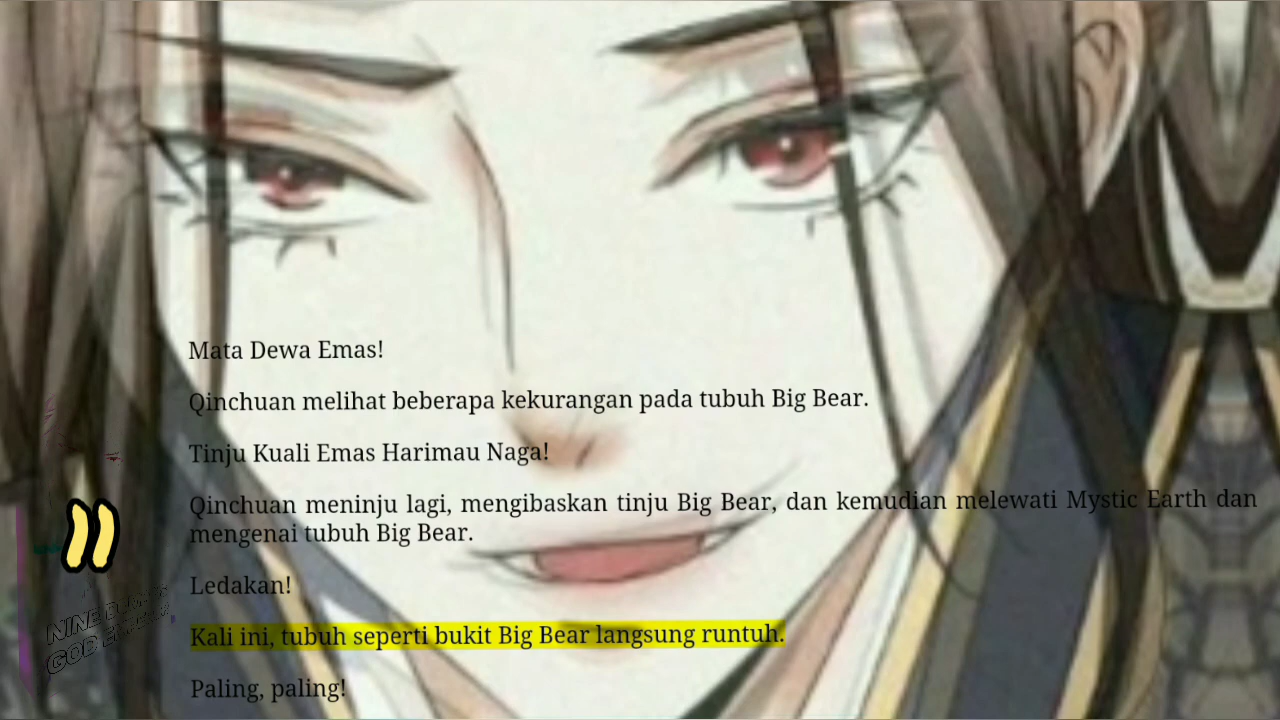 Mata Dewa Emas!
Qinchuan melihat beberapa kekurangan pada tubuh Big Bear.
Tinju Kuali Emas Harimau Naga!
Qinchuan meninju lagi, mengibaskan tinju Big Bear, dan kemudian melewati Mystic Earth dan
mengenai tubuh Big Bear.
Ledakan!
Kali ini, tubuh seperti bukit Big Bear langsung runtuh.
Paling, paling!
NINE
GOD